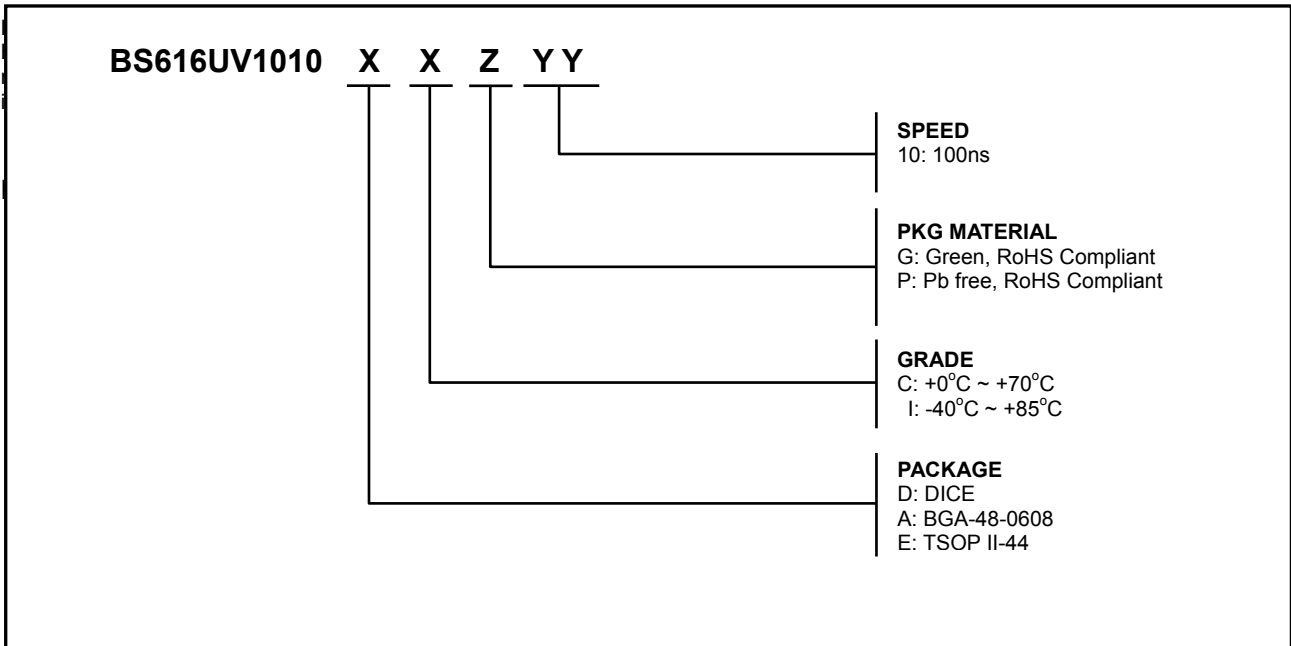 BS616UV1010 X X Z Y Y
SPEED
10: 100ns
PKG MATERIAL
G: Green, RoHS Compliant
P: Pb free, RoHS Compliant
GRADE
C: +0°C ~ +70°C
I: -40°C ~ +85°C
PACKAGE
D: DICE
A: BGA-48-0608
E: TSOP II-44